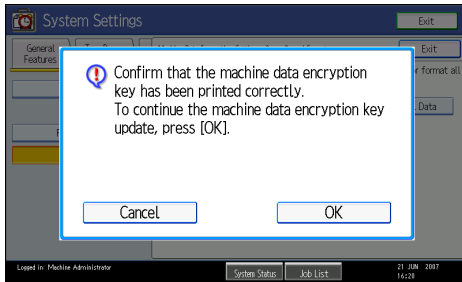 System Settings
Exit
General
Features
Exit
or format all
Data
Confirm that the machine data encryption
key has been printed correctly.
To continue the machine data encryption key
update, press [OK].
Cancel
OK
Logged in: Machine Administrator
System Status
Job List
21 JUN 2007
16:20